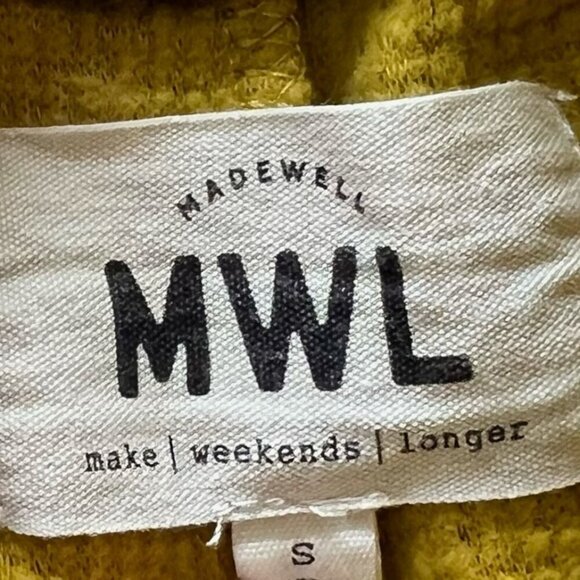 MADEWELL
MWL
make | weekends | longer
S